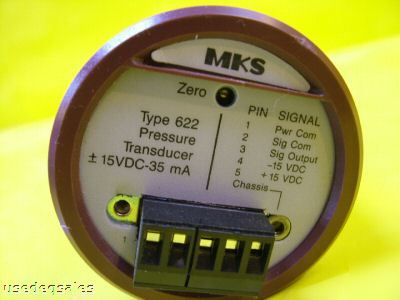 MKS
Zero
Type 622
Pressure
Transducer
± 15VDC-35 mA
PIN SIGNAL
1 Pwr Com
2 Sig Com
3 Sig Output
4 -15 VDC
5 +15 VDC
Chassis
1
usedeqsales